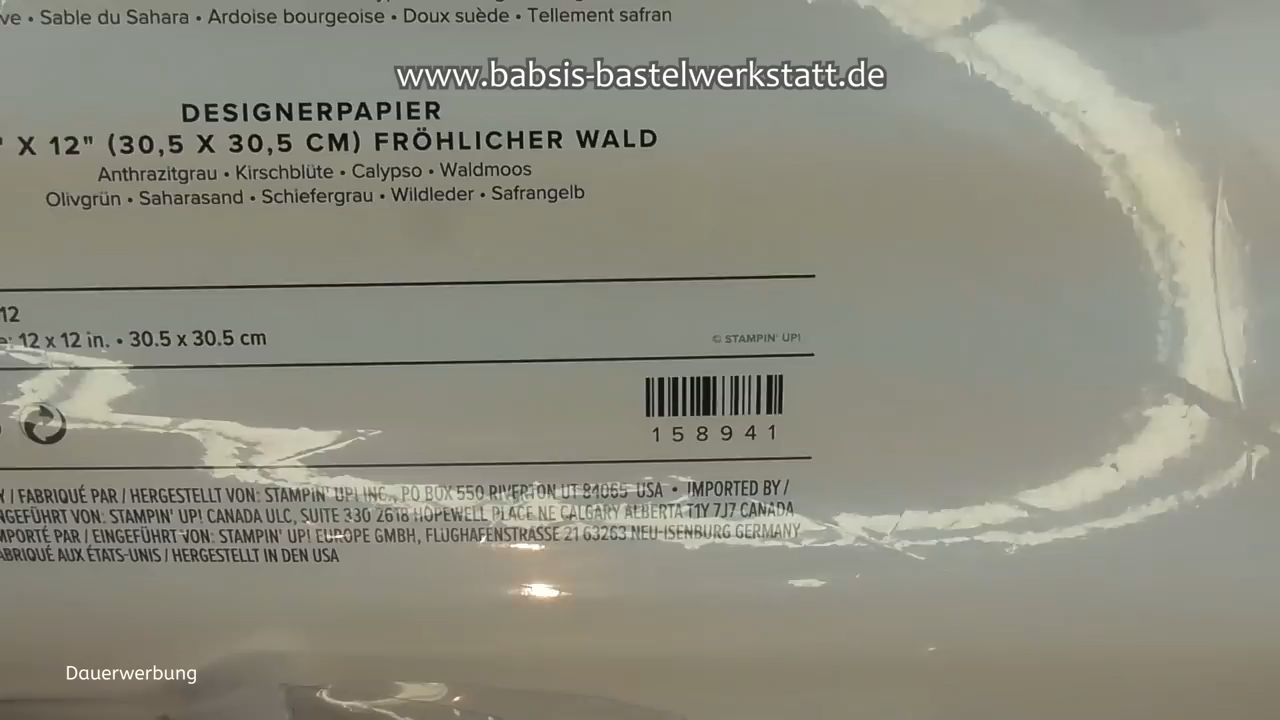 ve • Sable du Sahara • Ardoise bourgeoise • Doux suède • Tellement safran
www.babsis-bastelwerkstatt.de
DESIGNERPAPIER
" X 12" (30,5 X 30,5 CM) FRÖHLICHER WALD
Anthrazitgrau • Kirschblüte • Calypso • Waldmoos
Olivgrün • Saharasand • Schiefergrau • Wildleder • Safrangelb
12
e: 12 x 12 in. • 30.5 x 30.5 cm
© STAMPIN' UP!
158941
Y / FABRIQUÉ PAR / HERGESTELLT VON: STAMPIN' UP! INC., PO BOX 550 RIVERTON UT 84065 USA • IMPORTED BY /
NGEFÜHRT VON: STAMPIN' UP! CANADA ULC, SUITE 330 2618 HOPEWELL PLACE NE CALGARY ALBERTA T1Y 7J7 CANADA
MPORTÉ PAR / EINGEFÜHRT VON: STAMPIN' UP! EUROPE GMBH, FLUGHAFENSTRASSE 21 63263 NEU-ISENBURG GERMANY
ABRIQUÉ AUX ÉTATS-UNIS / HERGESTELLT IN DEN USA
Dauerwerbung